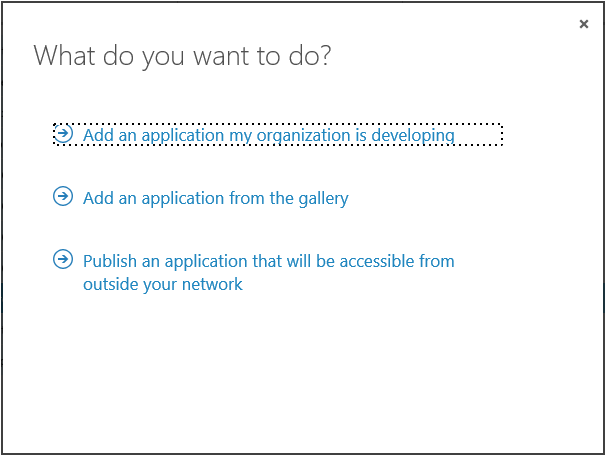 What do you want to do?
Add an application my organization is developing
Add an application from the gallery
Publish an application that will be accessible from
outside your network